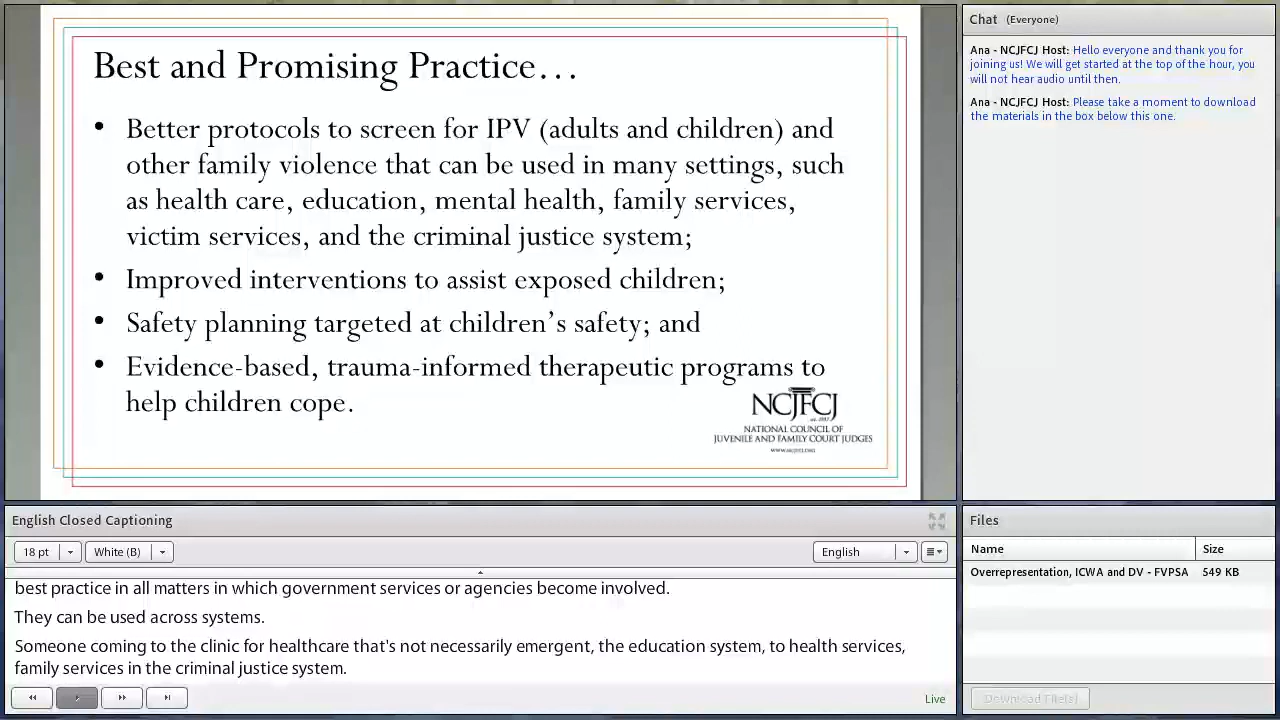 Best and Promising Practice…
• Better protocols to screen for IPV (adults and children) and
other family violence that can be used in many settings, such
as health care, education, mental health, family services,
victim services, and the criminal justice system;
• Improved interventions to assist exposed children;
• Safety planning targeted at children’s safety; and
• Evidence-based, trauma-informed therapeutic programs to
help children cope.
NCJFCJ
NATIONAL COUNCIL OF
JUVENILE AND FAMILY COURT JUDGES
WWW.NCJFCJ.ORG
Chat (Everyone)
Ana - NCJFCJ Host: Hello everyone and thank you for
joining us! We will get started at the top of the hour, you
will not hear audio until then.
Ana - NCJFCJ Host: Please take a moment to download
the materials in the box below this one.
English Closed Captioning
18 pt
White (B)
English
best practice in all matters in which government services or agencies become involved.
They can be used across systems.
Someone coming to the clinic for healthcare that's not necessarily emergent, the education system, to health services,
family services in the criminal justice system.
Live
Files
Name Size
Overrepresentation, ICWA and DV - FVPSA 549 KB
Download File(s)